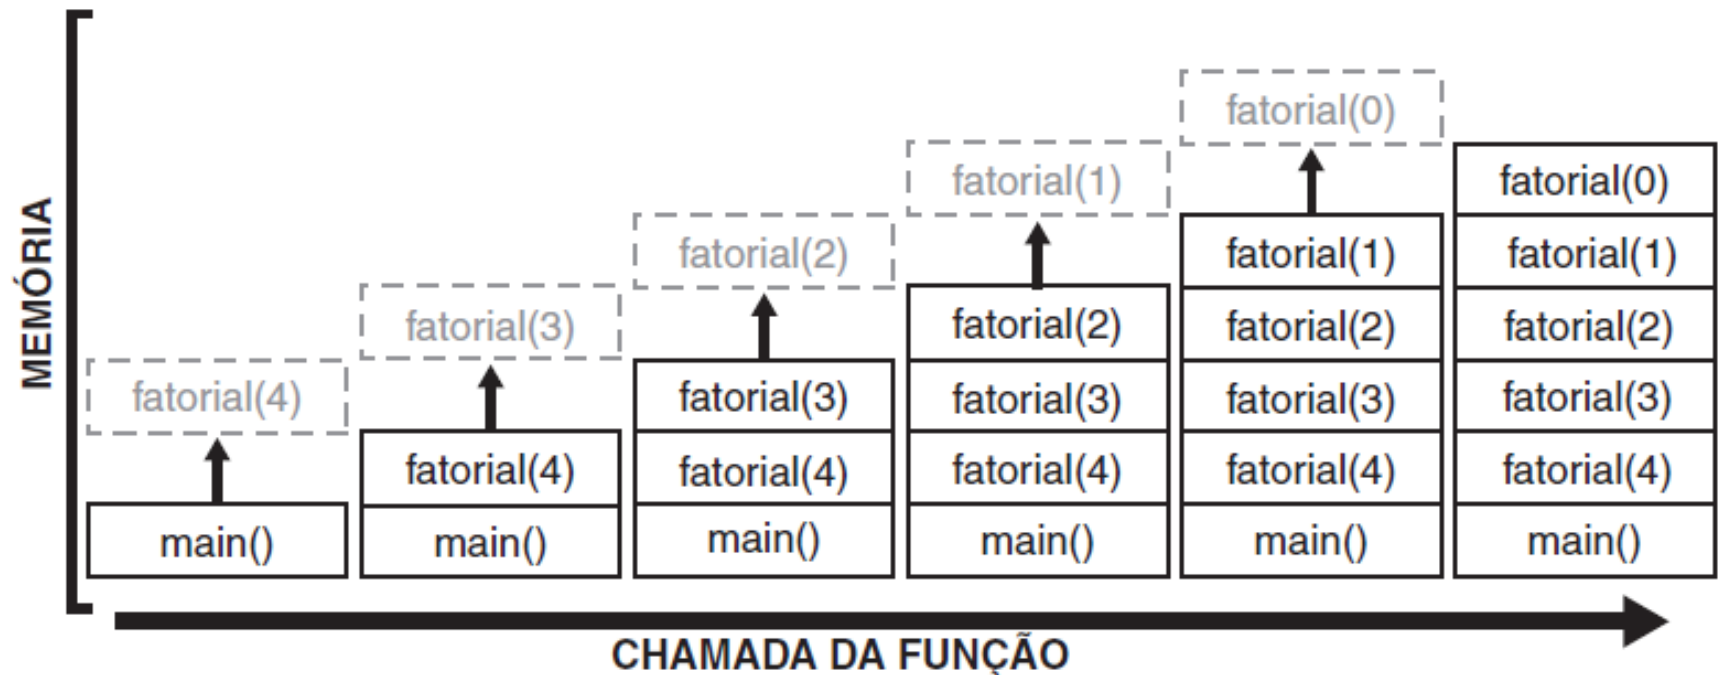 MEMÓRIA
fatorial(4)
main()
fatorial(3)
fatorial(4)
main()
fatorial(2)
fatorial(3)
fatorial(4)
main()
fatorial(1)
fatorial(2)
fatorial(3)
fatorial(4)
main()
fatorial(0)
fatorial(1)
fatorial(2)
fatorial(3)
fatorial(4)
main()
fatorial(0)
fatorial(1)
fatorial(2)
fatorial(3)
fatorial(4)
main()
CHAMADA DA FUNÇÃO